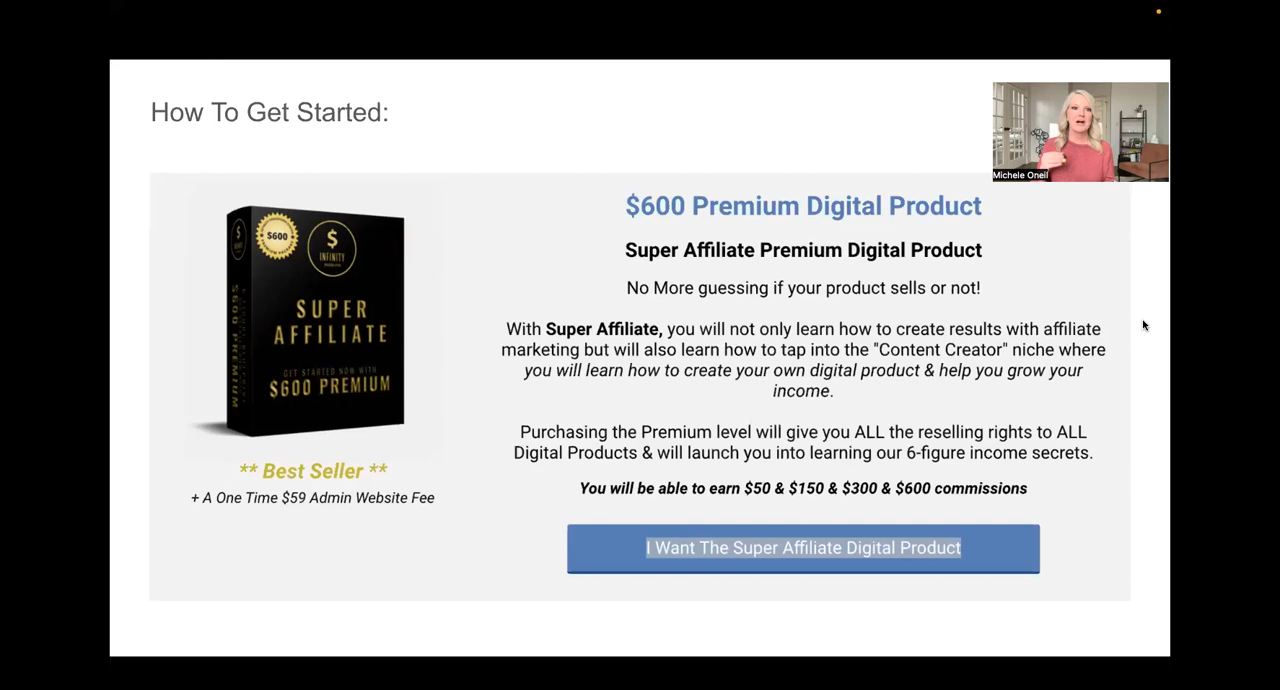 How To Get Started:
Michele Oneil
$600 Premium Digital Product
Super Affiliate Premium Digital Product
No More guessing if your product sells or not!
With Super Affiliate, you will not only learn how to create results with affiliate
marketing but will also learn how to tap into the "Content Creator" niche where
you will learn how to create your own digital product & help you grow your
income.
Purchasing the Premium level will give you ALL the reselling rights to ALL
Digital Products & will launch you into learning our 6-figure income secrets.
You will be able to earn $50 & $150 & $300 & $600 commissions
I Want The Super Affiliate Digital Product
$600
$
INFINITY
SUPER
AFFILIATE
GET STARTED NOW WITH
$600 PREMIUM
$
$600 PREMIUM
** Best Seller **
+ A One Time $59 Admin Website Fee